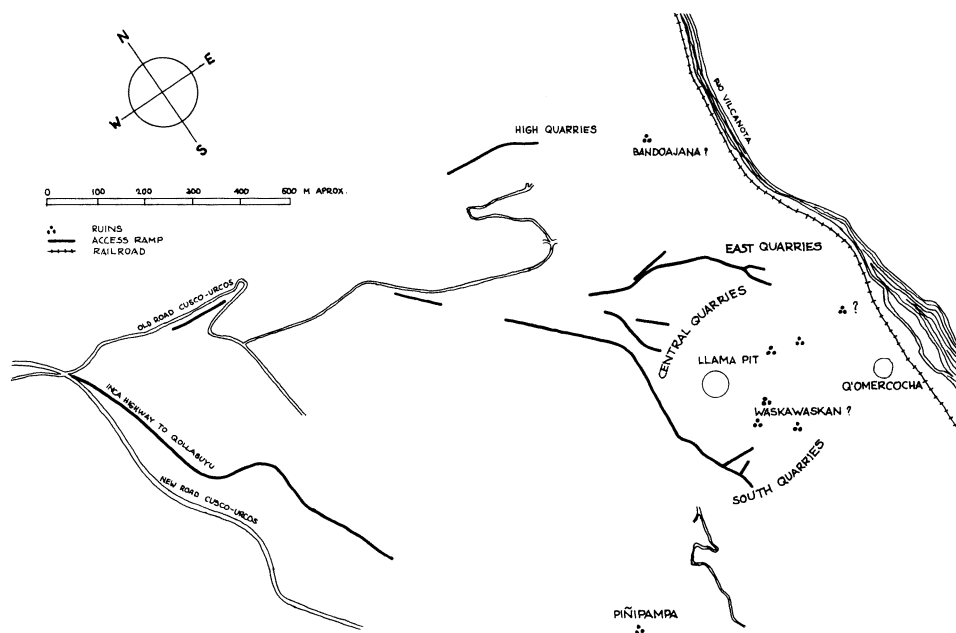 N
E
W
S
0 100 200 300 400 500 M APROX.
RUINS
ACCESS RAMP
RAILROAD
HIGH QUARRIES
RIO VILCANOTA
BANDOAJANA ?
EAST QUARRIES
OLD ROAD CUSCO-URCOS
CENTRAL QUARRIES
?
LLAMA PIT
Q'OMERCOCHA
INCA HIGHWAY TO QOLLASUYU
WASKAWASKAN ?
NEW ROAD CUSCO-URCOS
SOUTH QUARRIES
PIÑIPAMPA